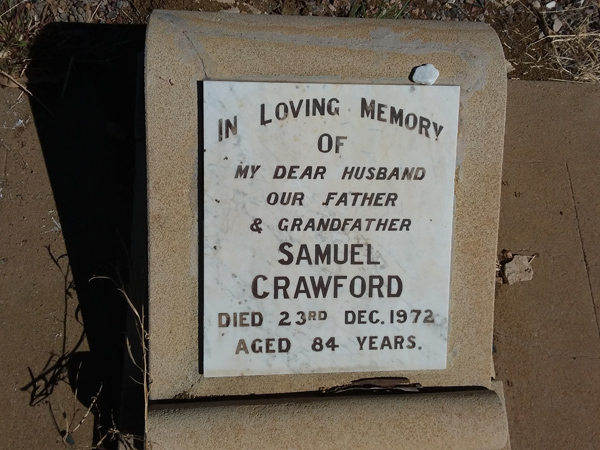 IN LOVING MEMORY
OF
MY DEAR HUSBAND
OUR FATHER
& GRANDFATHER
SAMUEL
CRAWFORD
DIED 23RD DEC. 1972
AGED 84 YEARS.